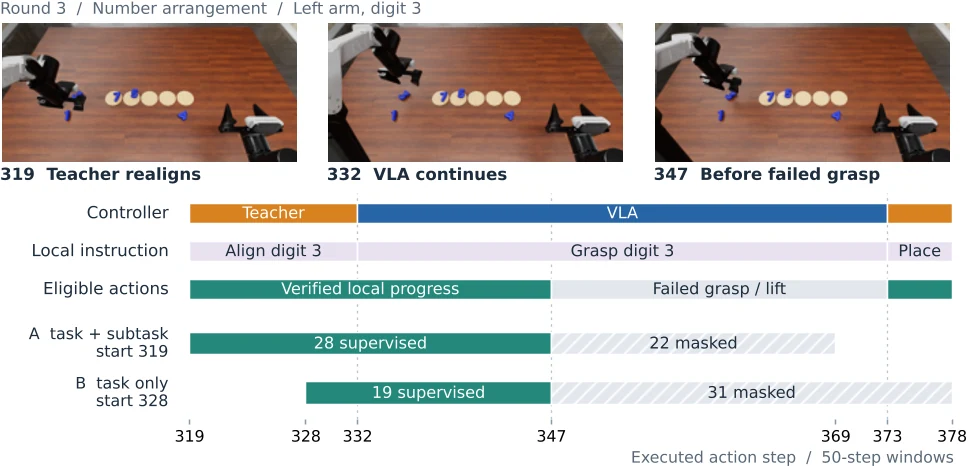 Round 3 / Number arrangement / Left arm, digit 3
319 Teacher realigns
332 VLA continues
347 Before failed grasp
Controller
Teacher
VLA
Local instruction
Align digit 3
Grasp digit 3
Place
Eligible actions
Verified local progress
Failed grasp / lift
A task + subtask
start 319
28 supervised
22 masked
B task only
start 328
19 supervised
31 masked
319 328 332 347 369 373 378
Executed action step / 50-step windows